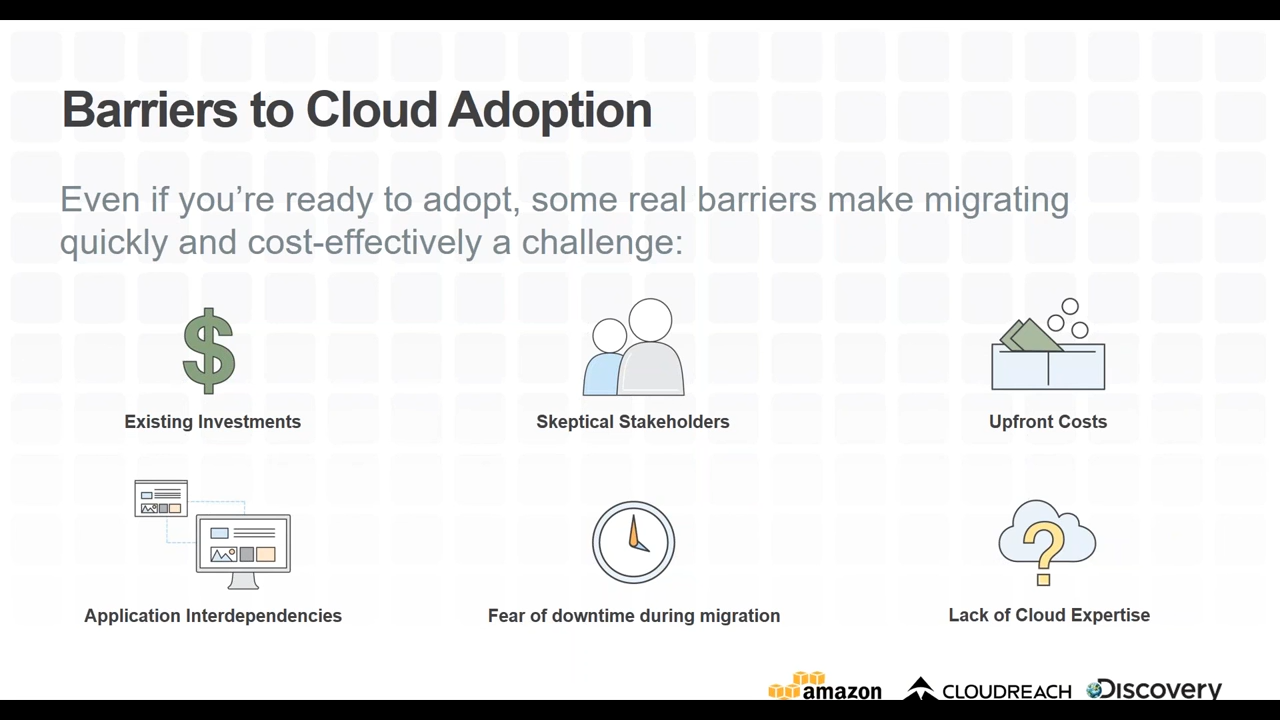 Barriers to Cloud Adoption
Even if you’re ready to adopt, some real barriers make migrating
quickly and cost-effectively a challenge:
$
Existing Investments
Skeptical Stakeholders
Upfront Costs
?
Application Interdependencies
Fear of downtime during migration
Lack of Cloud Expertise
amazon
CLOUDREACH
Discovery